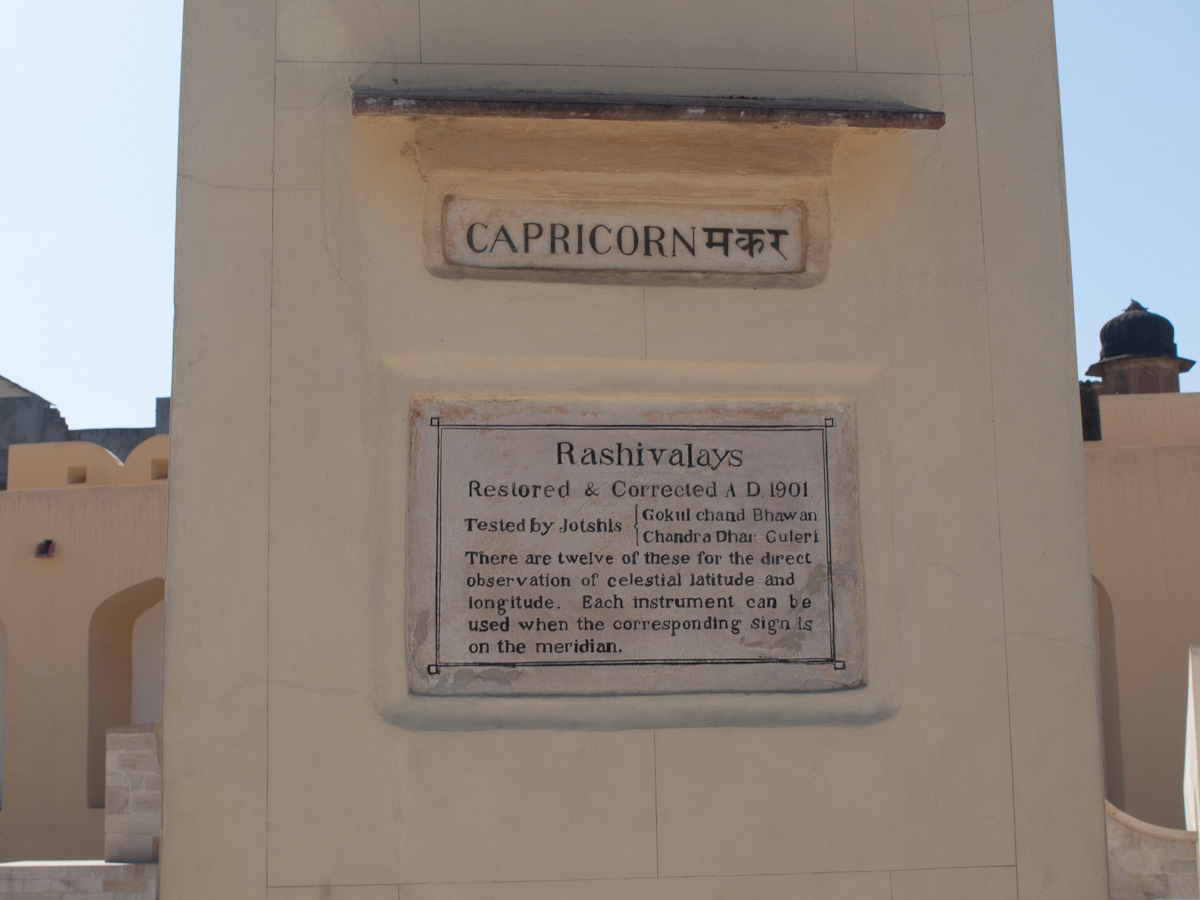 CAPRICORN मकर
Rashivalays
Restored & Corrected A D. 1901
Tested by Jotshis { Gokul chand Bhawan
Chandra Dhar Guleri
There are twelve of these for the direct
observation of celestial latitude and
longitude. Each instrument can be
used when the corresponding sign is
on the meridian.